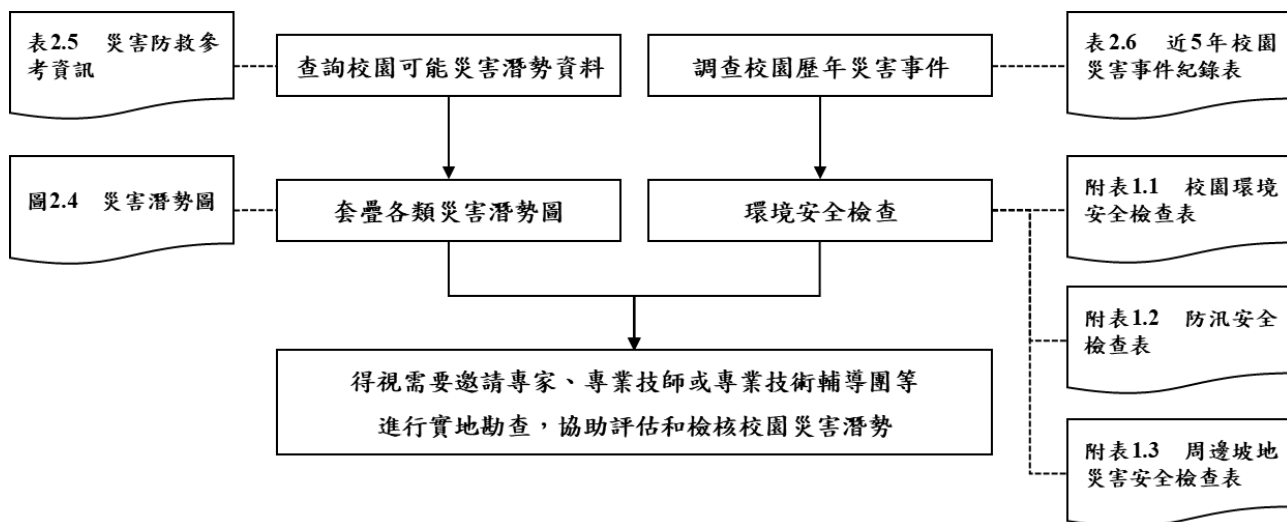 表2.5 災害防救參
考資訊
查詢校園可能災害潛勢資料
調查校園歷年災害事件
表2.6 近5年校園
災害事件紀錄表
圖2.4 災害潛勢圖
套疊各類災害潛勢圖
環境安全檢查
附表1.1 校園環境
安全檢查表
附表1.2 防汛安全
檢查表
得視需要邀請專家、專業技師或專業技術輔導團等
進行實地勘查，協助評估和檢核校園災害潛勢
附表1.3 周邊坡地
災害安全檢查表